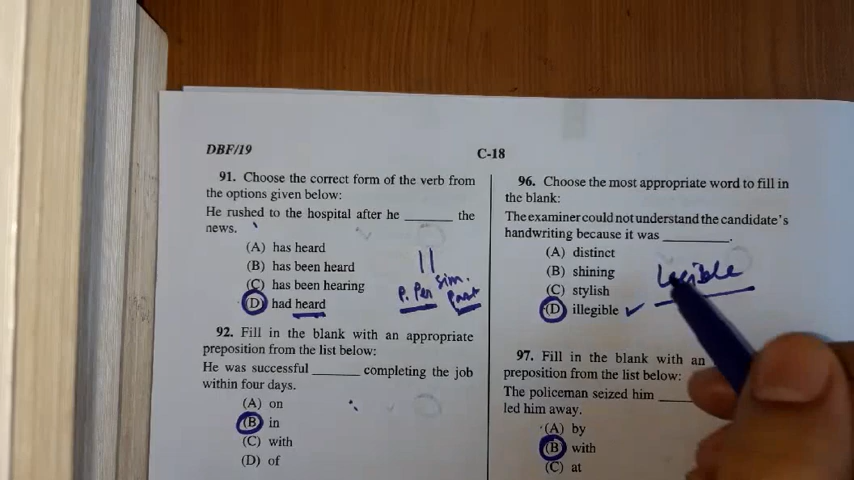 DBF/19
C-18
91. Choose the correct form of the verb from
the options given below:
He rushed to the hospital after he ______ the
news.
(A) has heard
(B) has been heard
(C) has been hearing
(D) had heard
P. Per Sim.
Past
92. Fill in the blank with an appropriate
preposition from the list below:
He was successful ______ completing the job
within four days.
(A) on
(B) in
(C) with
(D) of
96. Choose the most appropriate word to fill in
the blank:
The examiner could not understand the candidate's
handwriting because it was ______.
(A) distinct
(B) shining
(C) stylish
(D) illegible
Legible
97. Fill in the blank with an
preposition from the list below:
The policeman seized him
led him away.
(A) by
(B) with
(C) at